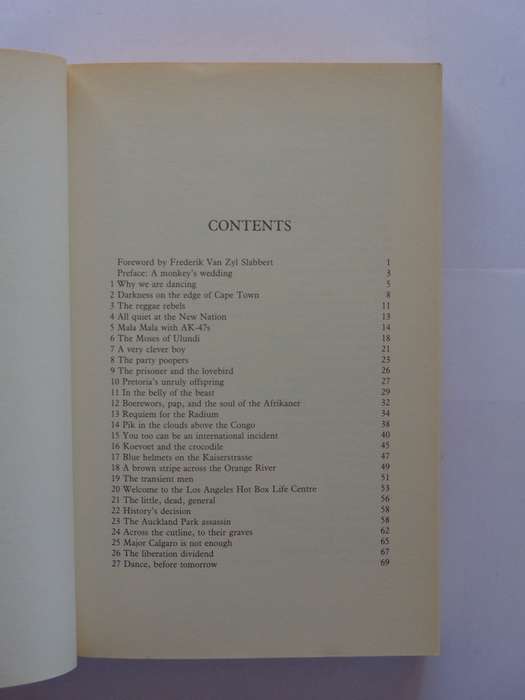 CONTENTS
Foreword by Frederik Van Zyl Slabbert 1
Preface: A monkey's wedding 3
1 Why we are dancing 5
2 Darkness on the edge of Cape Town 8
3 The reggae rebels 11
4 All quiet at the New Nation 13
5 Mala Mala with AK-47s 14
6 The Moses of Ulundi 18
7 A very clever boy 21
8 The party poopers 23
9 The prisoner and the lovebird 26
10 Pretoria's unruly offspring 27
11 In the belly of the beast 29
12 Boerewors, pap, and the soul of the Afrikaner 32
13 Requiem for the Radium 34
14 Pik in the clouds above the Congo 38
15 You too can be an international incident 40
16 Koevoet and the crocodile 45
17 Blue helmets on the Kaiserstrasse 47
18 A brown stripe across the Orange River 49
19 The transient men 51
20 Welcome to the Los Angeles Hot Box Life Centre 53
21 The little, dead, general 56
22 History's decision 58
23 The Auckland Park assassin 58
24 Across the cutline, to their graves 62
25 Major Calgaro is not enough 65
26 The liberation dividend 67
27 Dance, before tomorrow 69